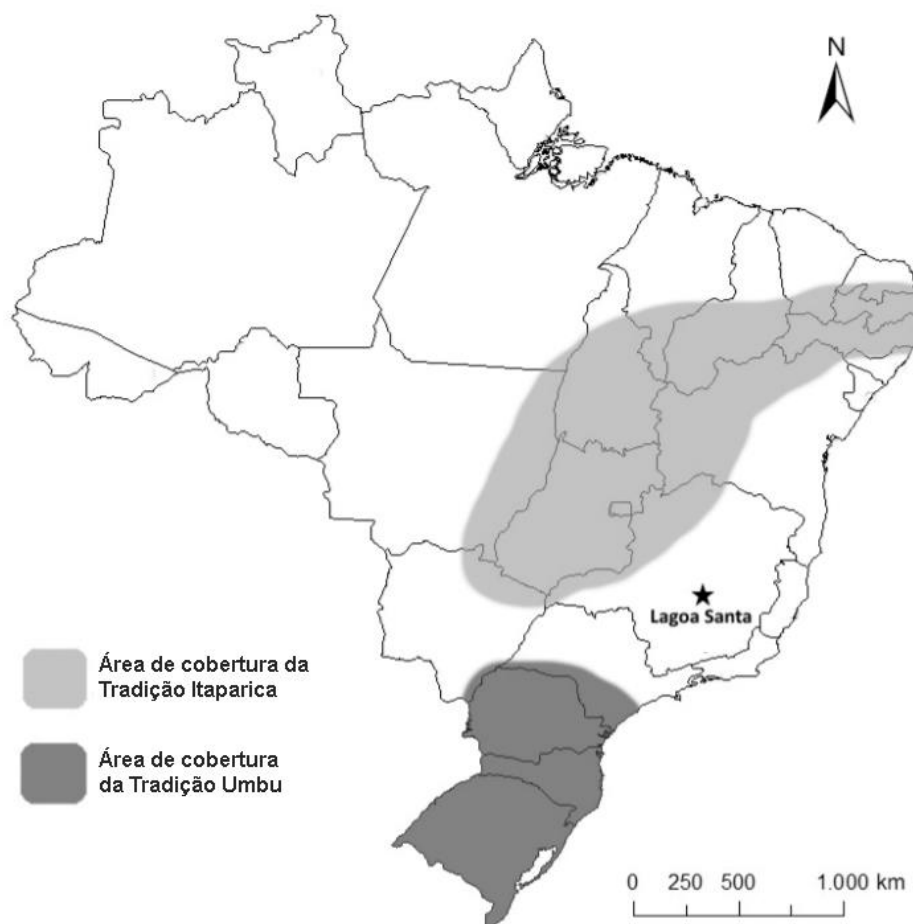 N
Lagoa Santa
Área de cobertura da
Tradição Itaparica
Área de cobertura
da Tradição Umbu
0 250 500 1.000 km